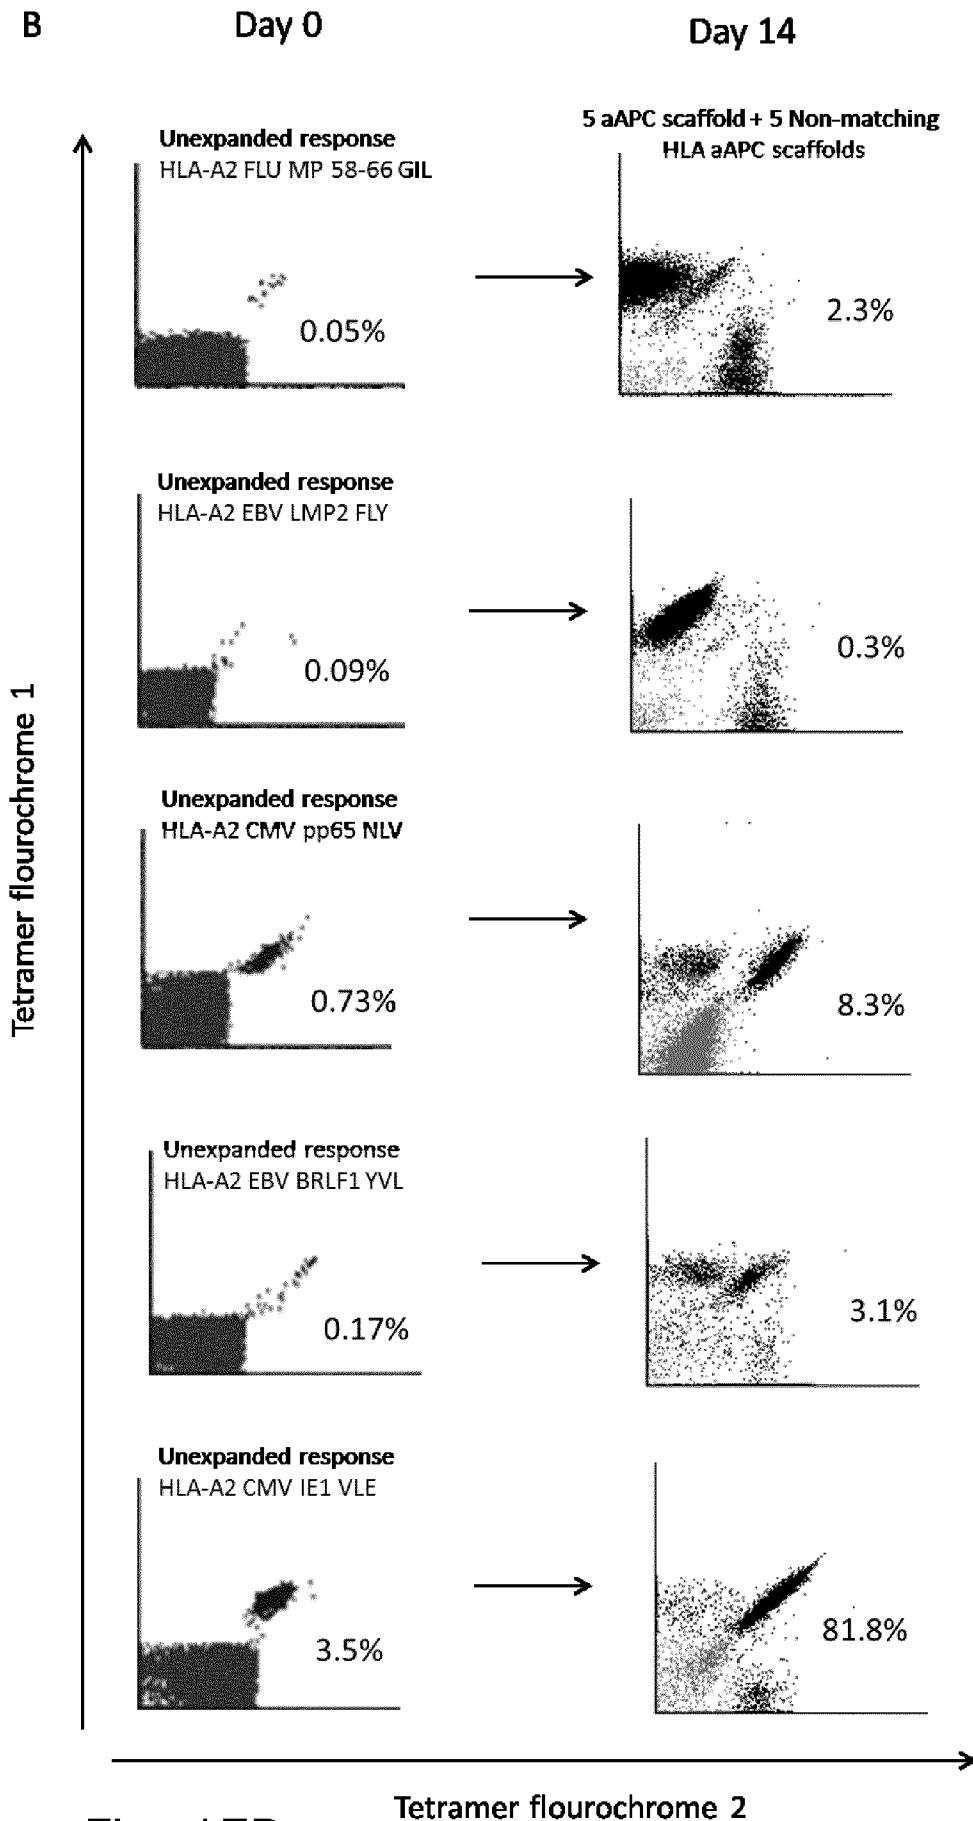 B
Day 0
Day 14
Unexpanded response
HLA-A2 FLU MP 58-66 GIL
5 aAPC scaffold + 5 Non-matching
HLA aAPC scaffolds
0.05%
2.3%
Unexpanded response
HLA-A2 EBV LMP2 FLY
0.09%
0.3%
Unexpanded response
HLA-A2 CMV pp65 NLV
0.73%
8.3%
Unexpanded response
HLA-A2 EBV BRLF1 YVL
0.17%
3.1%
Unexpanded response
HLA-A2 CMV IE1 VLE
3.5%
81.8%
Tetramer flourochrome 1
Tetramer flourochrome 2